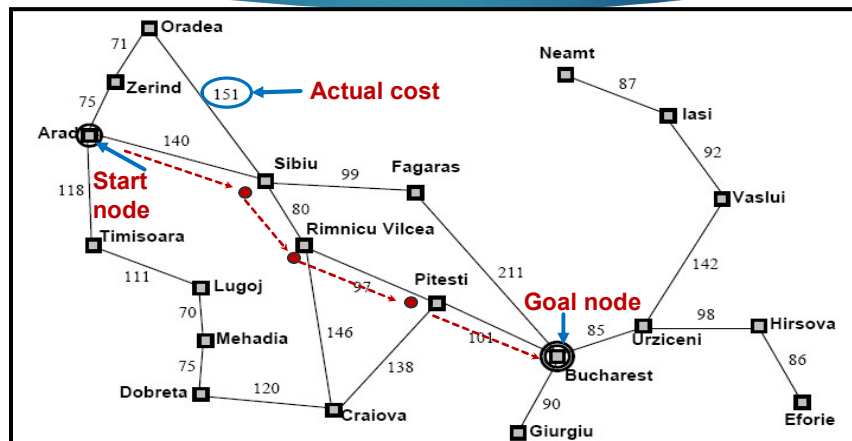 Oradea
71
Neamt
Zerind
151
Actual cost
87
75
Iasi
Arad
140
Sibiu
99
Fagaras
92
118
Start
node
80
Vaslui
Timisoara
Rimnicu Vilcea
111
Lugoj
97
Pitesti
211
142
70
Goal node
Mehadia
146
101
85
98
Hirsova
Urziceni
75
138
86
Dobreta
120
Bucharest
Craiova
90
Giurgiu
Eforie